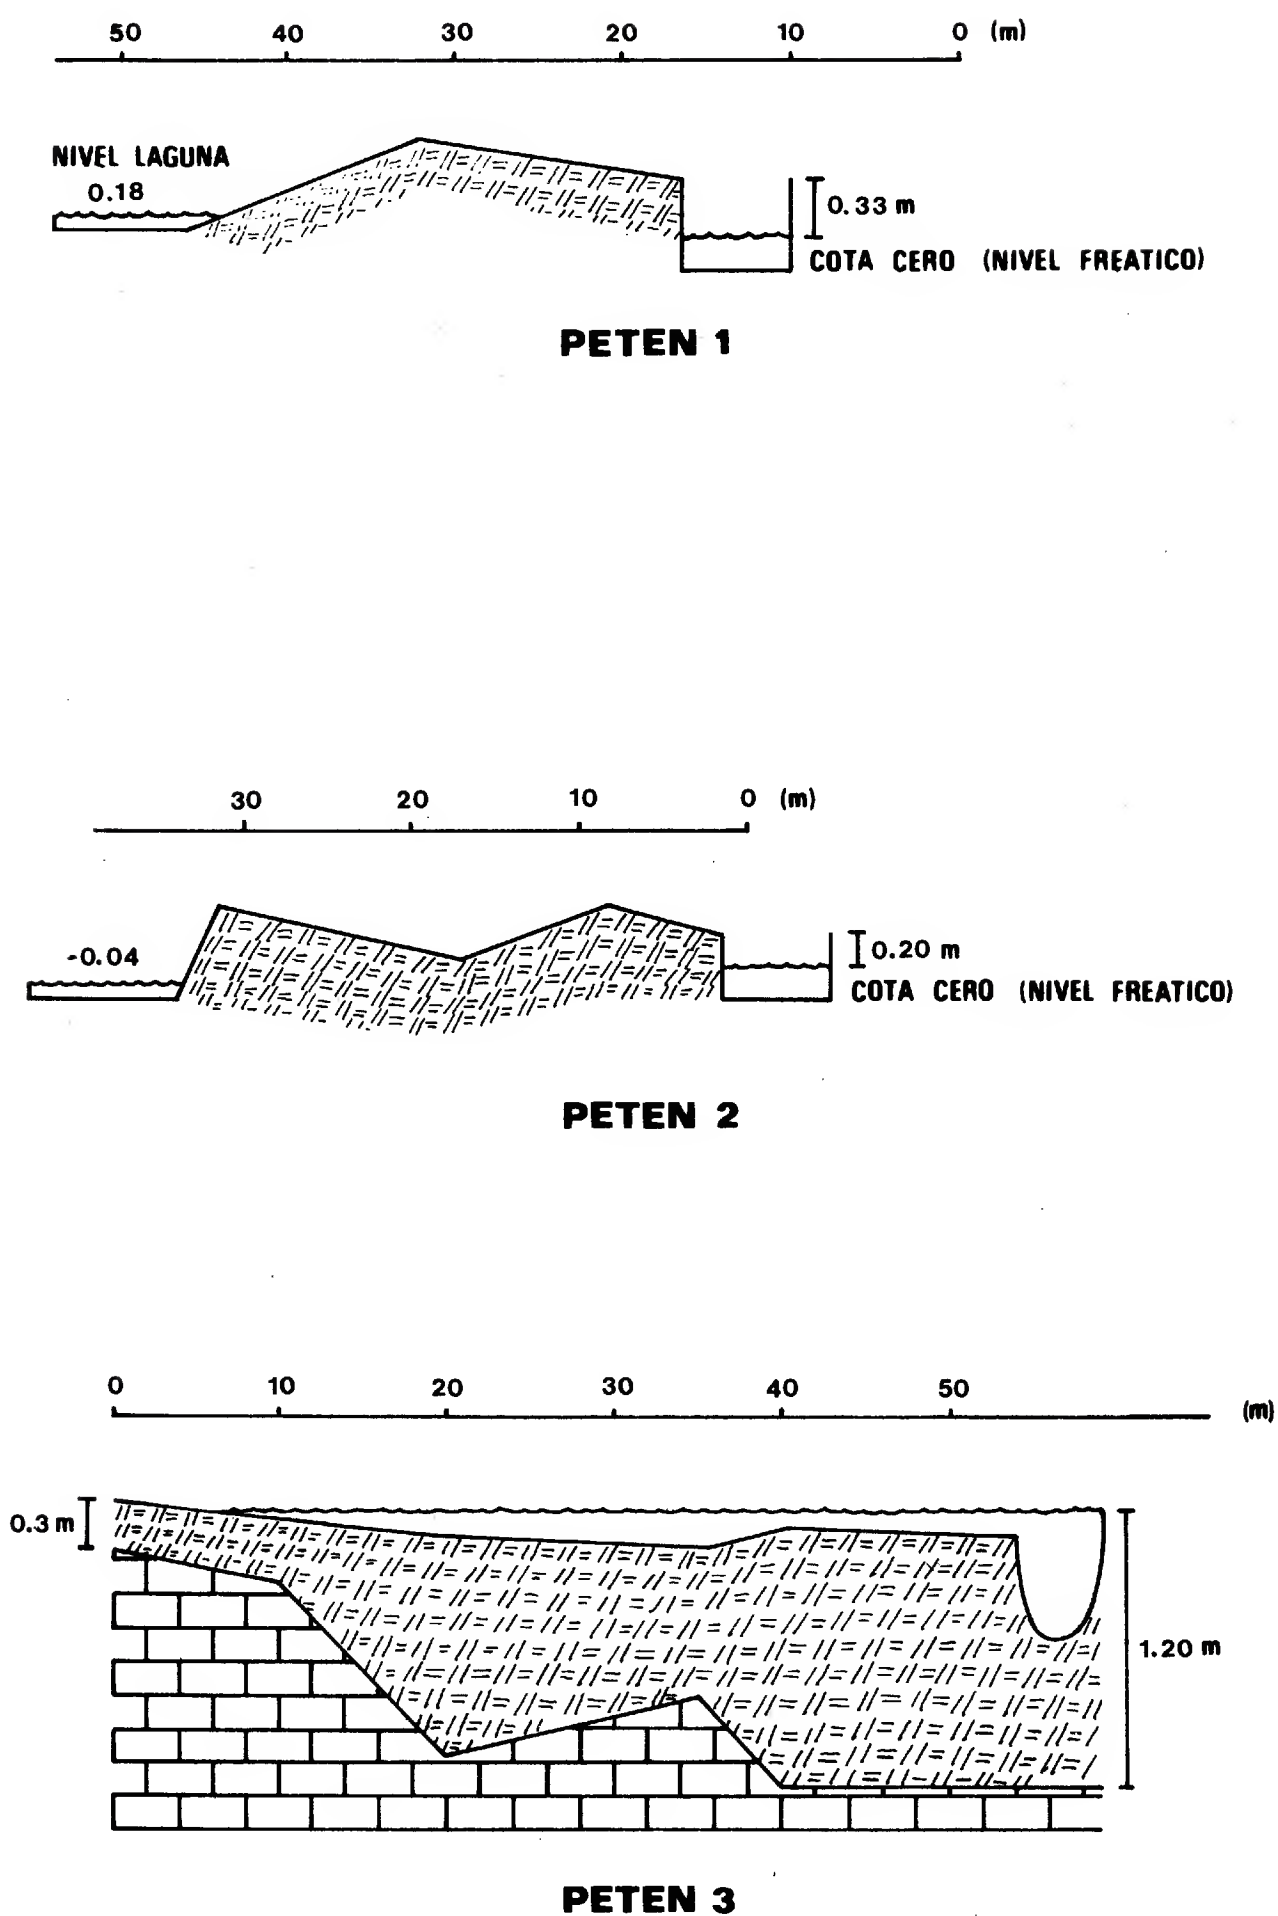 50 40 30 20 10 0 (m)
NIVEL LAGUNA
0.18
0.33 m
COTA CERO (NIVEL FREATICO)
PETEN 1
30 20 10 0 (m)
-0.04
0.20 m
COTA CERO (NIVEL FREATICO)
PETEN 2
0 10 20 30 40 50
(m)
0.3 m
1.20 m
PETEN 3